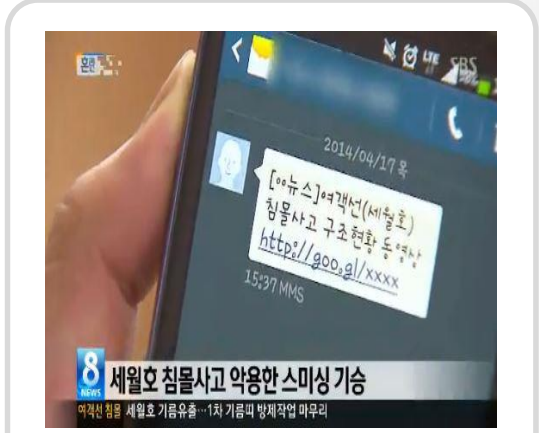 LTE
SBS
2014/04/17 목
[∘∘뉴스]여객선(세월호)
침몰사고 구조현황 동영상
http://goo.gl/xxxx
15:37 MMS
8
NEWS
세월호 침몰사고 악용한 스미싱 기승
여객선 침몰 세월호 기름유출…1차 기름띠 방제작업 마무리